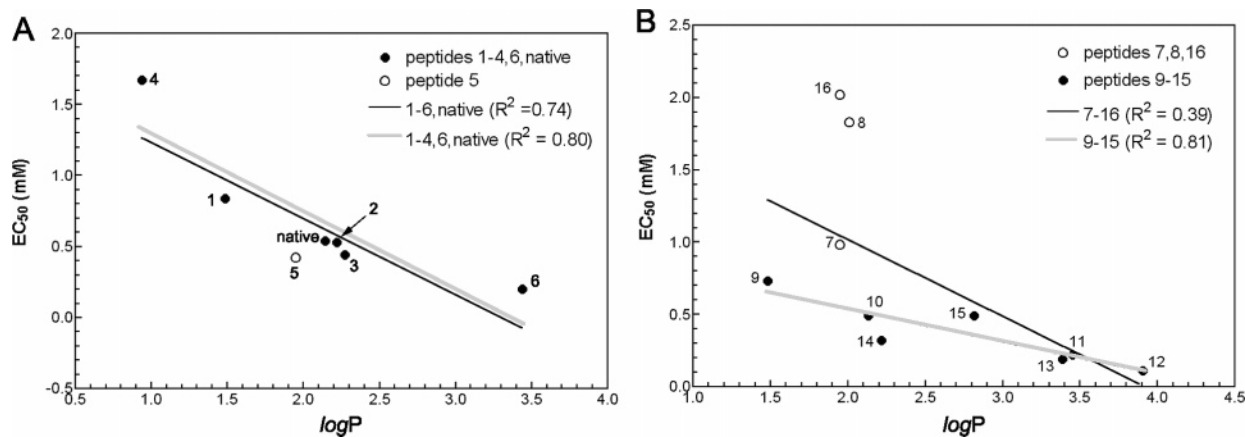 A
2.0
1.5
1.0
0.5
0.0
-0.5
EC50 (mM)
0.5 1.0 1.5 2.0 2.5 3.0 3.5 4.0
logP
● peptides 1-4,6,native
○ peptide 5
1-6,native (R2 =0.74)
1-4,6,native (R2 = 0.80)
4
1
2
native
3
5
6
B
2.5
2.0
1.5
1.0
0.5
0.0
EC50 (mM)
1.0 1.5 2.0 2.5 3.0 3.5 4.0 4.5
logP
○ peptides 7,8,16
● peptides 9-15
7-16 (R2 = 0.39)
9-15 (R2 = 0.81)
16
8
7
9
10
14
15
11
13
12